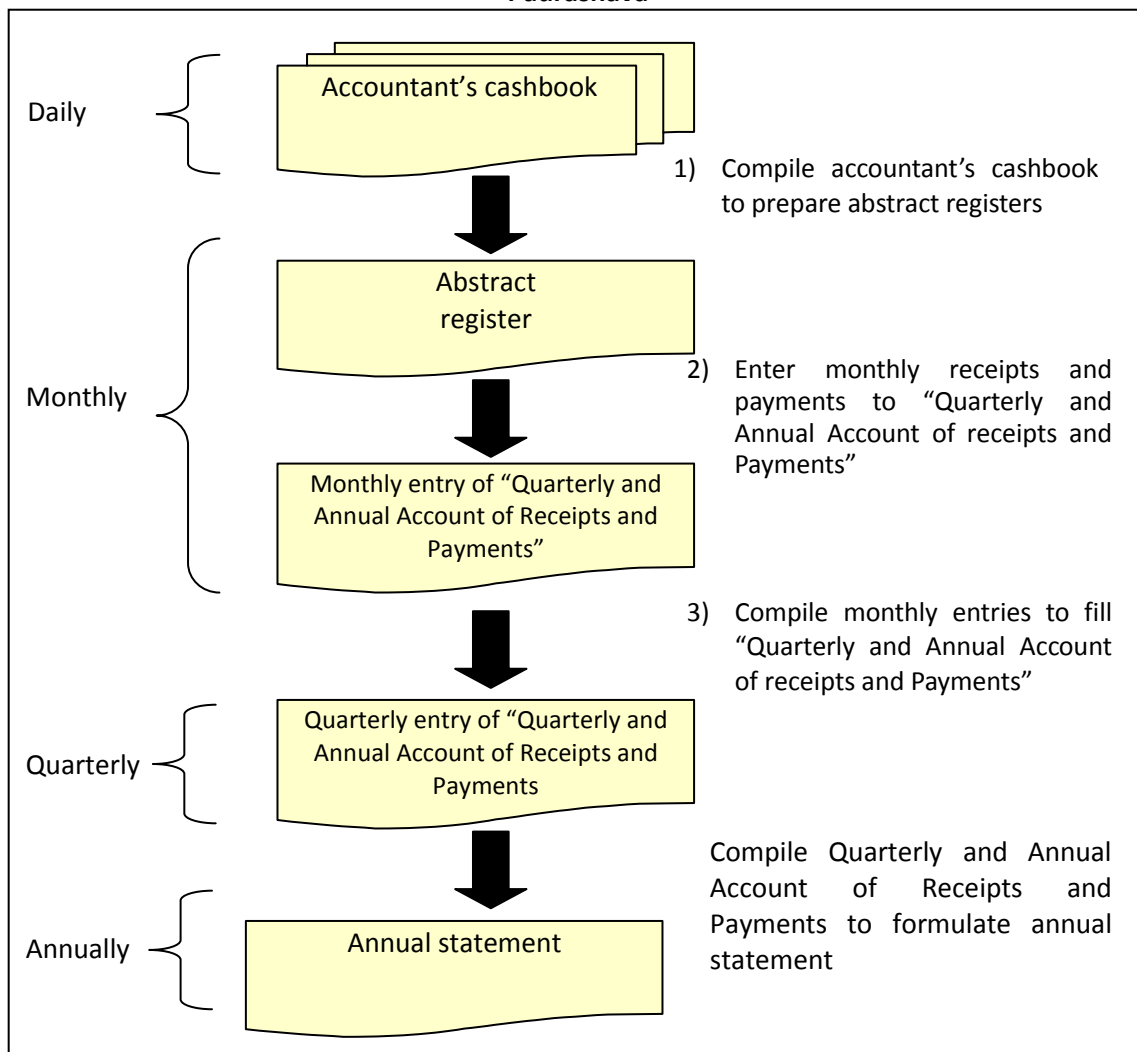 Daily
Accountant’s cashbook
1) Compile accountant’s cashbook
to prepare abstract registers
Monthly
Abstract
register
2) Enter monthly receipts and
payments to “Quarterly and
Annual Account of receipts and
Payments”
Monthly entry of “Quarterly and
Annual Account of Receipts and
Payments”
3) Compile monthly entries to fill
“Quarterly and Annual Account
of receipts and Payments”
Quarterly
Quarterly entry of “Quarterly and
Annual Account of Receipts and
Payments
Compile Quarterly and Annual
Account of Receipts and
Payments to formulate annual
statement
Annually
Annual statement